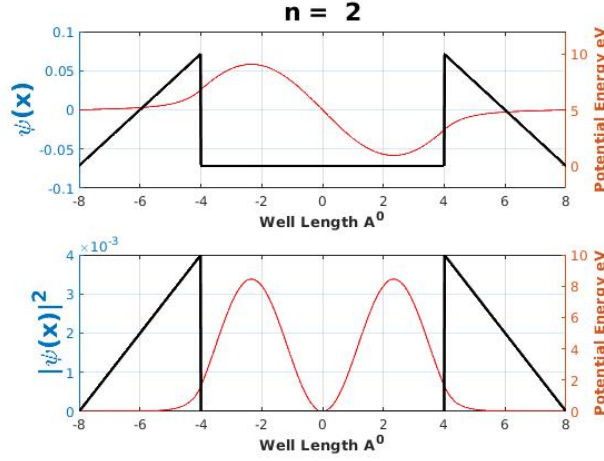 n = 2
0.1
0.05
0
-0.05
-0.1
ψ(x)
10
5
0
Potential Energy eV
-8 -6 -4 -2 0 2 4 6 8
Well Length A⁰
×10⁻³
4
3
2
1
0
|ψ(x)|²
10
8
6
4
2
0
Potential Energy eV
-8 -6 -4 -2 0 2 4 6 8
Well Length A⁰